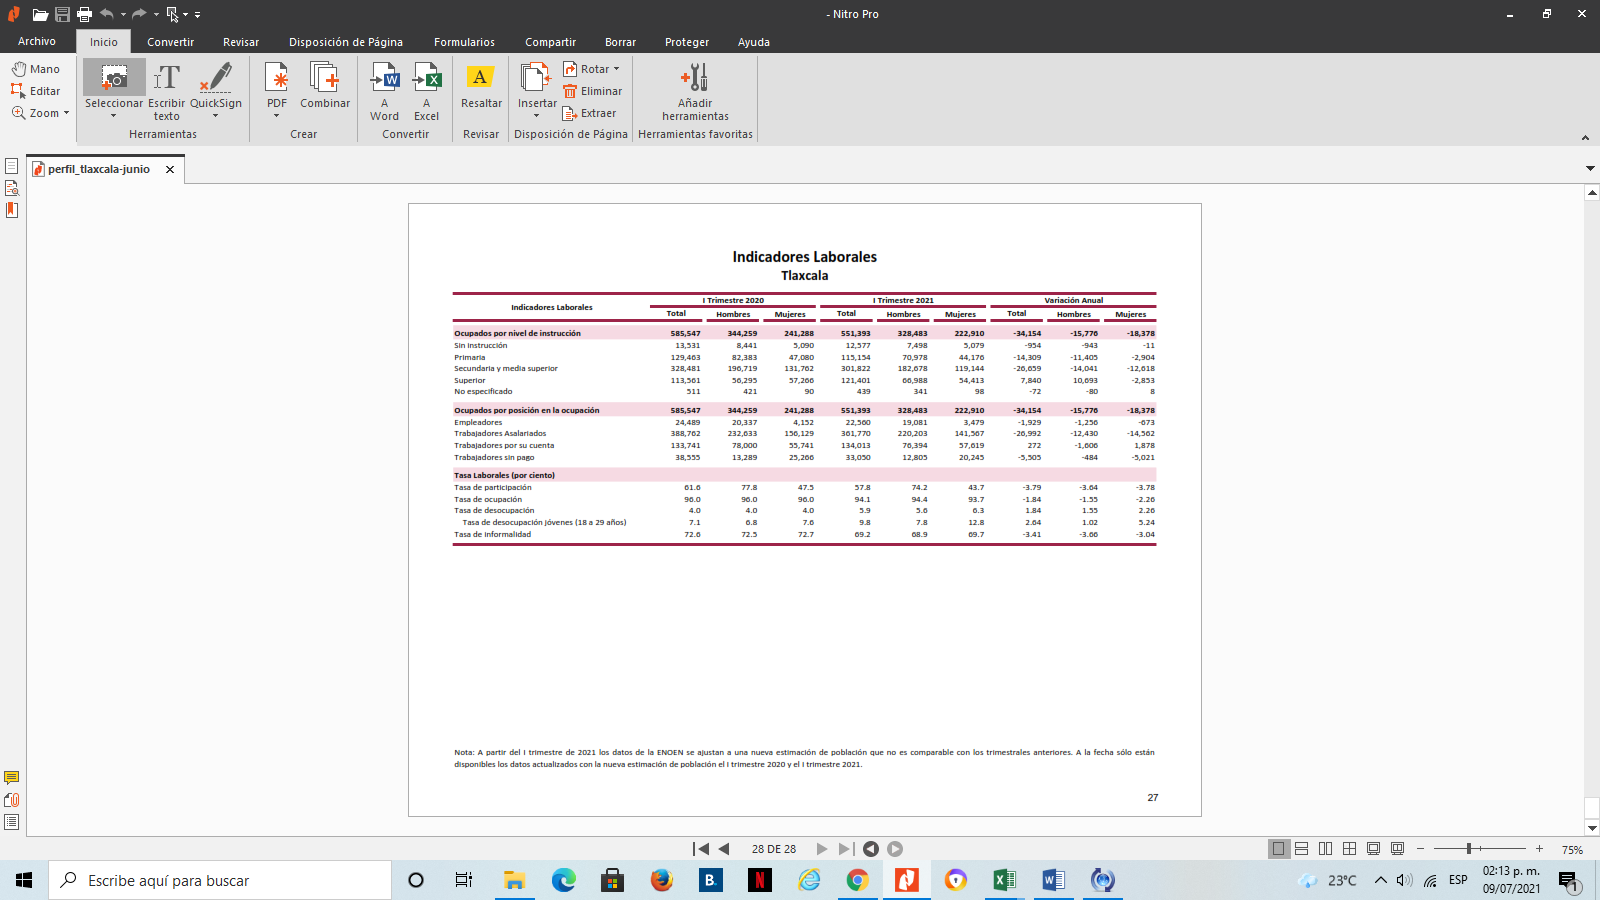 - Nitro Pro
Archivo Inicio Convertir Revisar Disposición de Página Formularios Compartir Borrar Proteger Ayuda
Mano
Editar
Zoom
Seleccionar
Escribir texto
QuickSign
Herramientas
PDF
Combinar
Crear
A Word
A Excel
Convertir
Resaltar
Revisar
Insertar
Rotar
Eliminar
Extraer
Disposición de Página
Añadir herramientas
Herramientas favoritas
perfil_tlaxcala-junio
Indicadores Laborales
Tlaxcala
Indicadores Laborales I Trimestre 2020 I Trimestre 2021 Variación Anual
Total Hombres Mujeres Total Hombres Mujeres Total Hombres Mujeres
Ocupados por nivel de instrucción 585,547 344,259 241,288 551,393 328,483 222,910 -34,154 -15,776 -18,378
Sin instrucción 13,531 8,441 5,090 12,577 7,498 5,079 -954 -943 -11
Primaria 129,463 82,383 47,080 115,154 70,978 44,176 -14,309 -11,405 -2,904
Secundaria y media superior 328,481 196,719 131,762 301,822 182,678 119,144 -26,659 -14,041 -12,618
Superior 113,561 56,295 57,266 121,401 66,988 54,413 7,840 10,693 -2,853
No especificado 511 421 90 439 341 98 -72 -80 8
Ocupados por posición en la ocupación 585,547 344,259 241,288 551,393 328,483 222,910 -34,154 -15,776 -18,378
Empleadores 24,489 20,337 4,152 22,560 19,081 3,479 -1,929 -1,256 -673
Trabajadores Asalariados 388,762 232,633 156,129 361,770 220,203 141,567 -26,992 -12,430 -14,562
Trabajadores por su cuenta 133,741 78,000 55,741 134,013 76,394 57,619 272 -1,606 1,878
Trabajadores sin pago 38,555 13,289 25,266 33,050 12,805 20,245 -5,505 -484 -5,021
Tasa Laborales (por ciento)
Tasa de participación 61.6 77.8 47.5 57.8 74.2 43.7 -3.79 -3.64 -3.78
Tasa de ocupación 96.0 96.0 96.0 94.1 94.4 93.7 -1.84 -1.55 -2.26
Tasa de desocupación 4.0 4.0 4.0 5.9 5.6 6.3 1.84 1.55 2.26
Tasa de desocupación jóvenes (18 a 29 años) 7.1 6.8 7.6 9.8 7.8 12.8 2.64 1.02 5.24
Tasa de informalidad 72.6 72.5 72.7 69.2 68.9 69.7 -3.41 -3.66 -3.04
Nota: A partir del I trimestre de 2021 los datos de la ENOEN se ajustan a una nueva estimación de población que no es comparable con los trimestrales anteriores. A la fecha sólo están
disponibles los datos actualizados con la nueva estimación de población el I trimestre 2020 y el I trimestre 2021.
27
28 DE 28
75%
Escribe aquí para buscar
B.
23°C
ESP
02:13 p. m.
09/07/2021
1